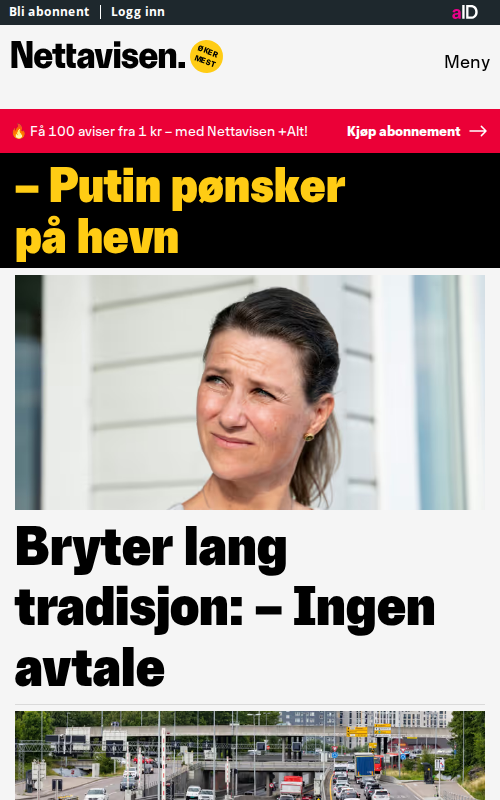 Bli abonnent | Logg inn
aID
Nettavisen.
ØKER
MEST
Meny
🔥 Få 100 aviser fra 1 kr – med Nettavisen +Alt!
Kjøp abonnement →
– Putin pønsker
på hevn
Bryter lang
tradisjon: – Ingen
avtale